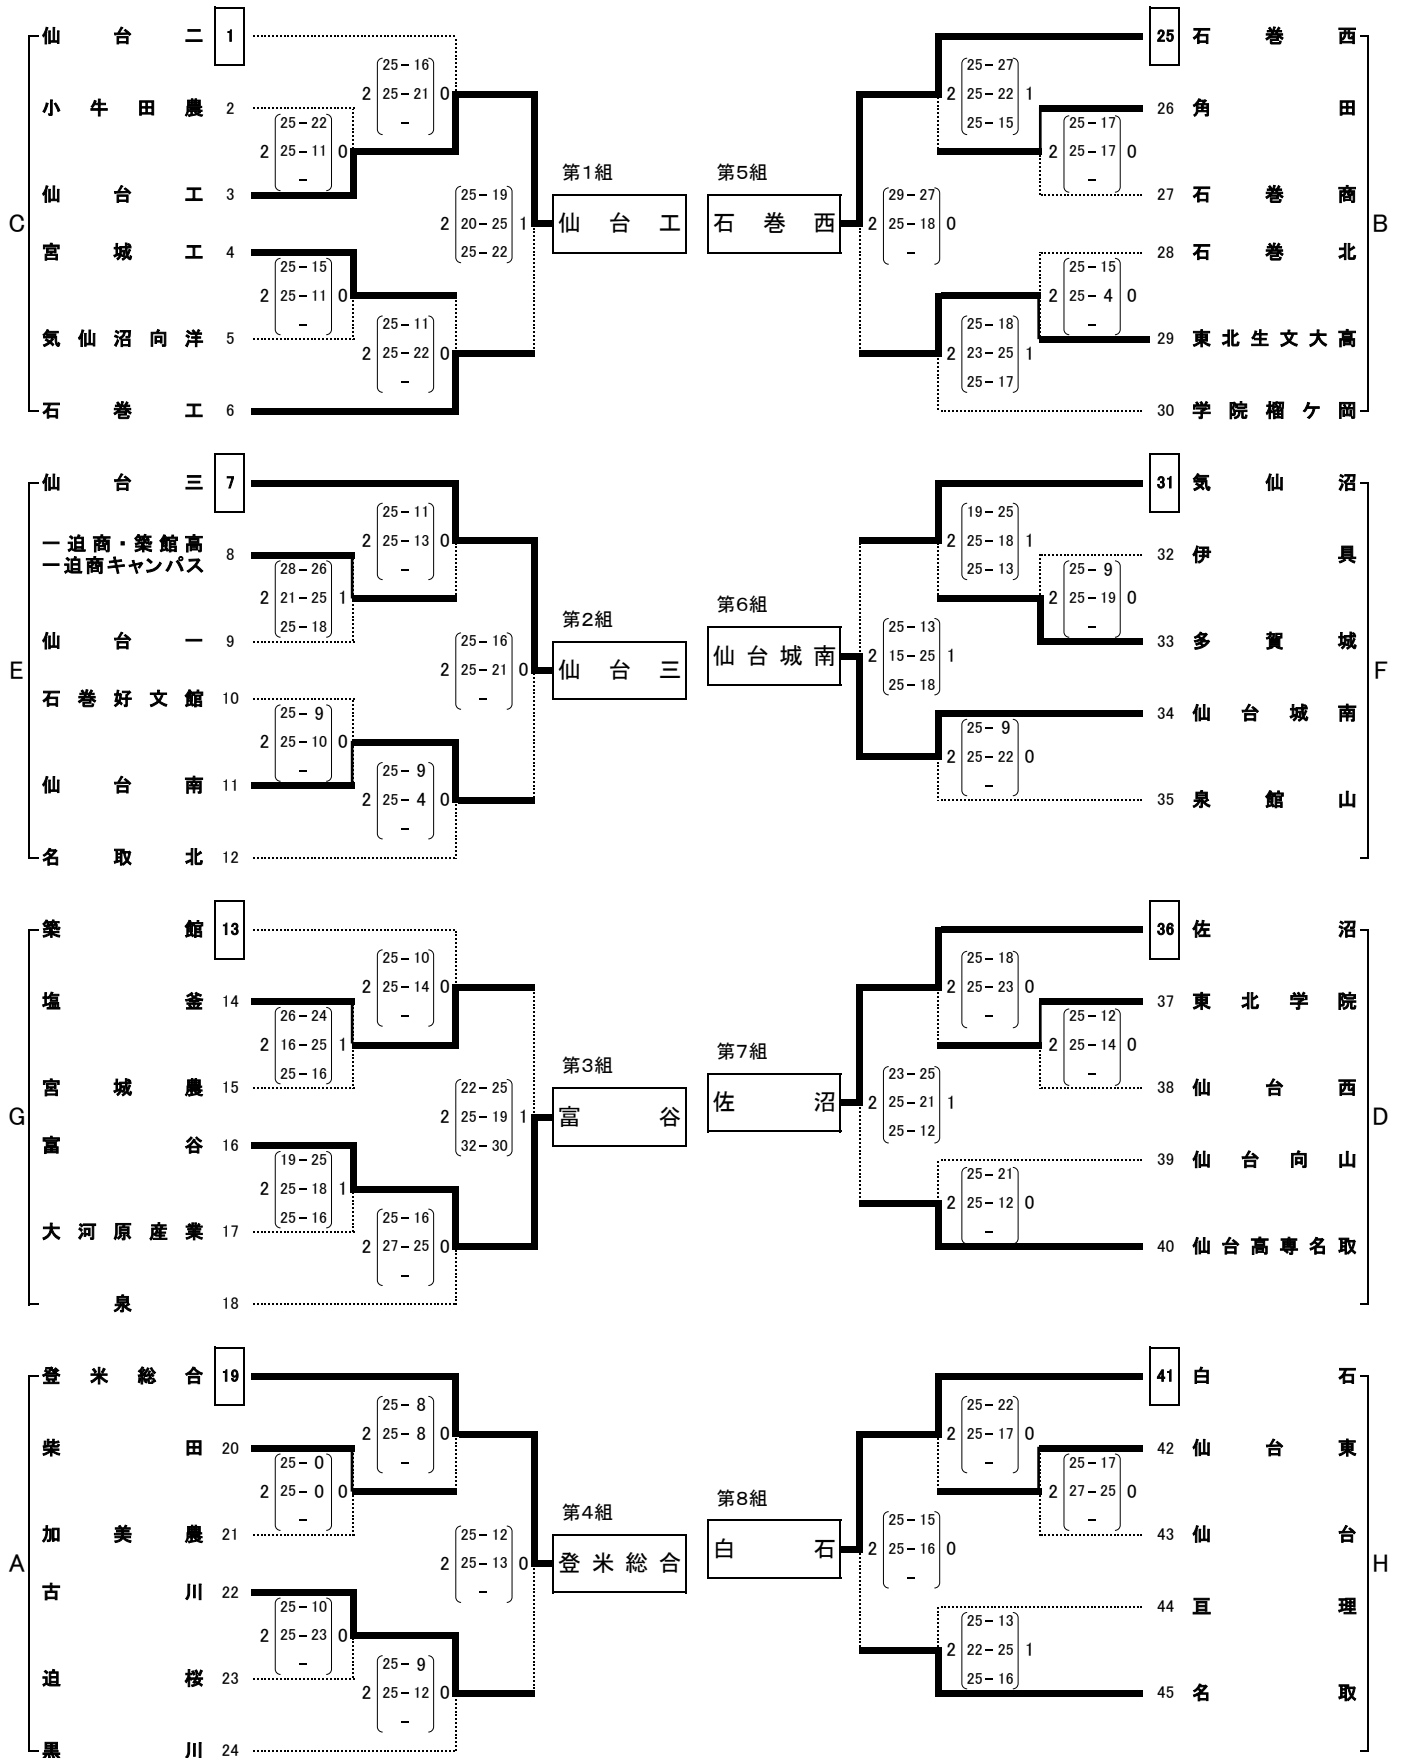 C
仙台二 1
小牛田農 2
仙台工 3
宮城工 4
気仙沼向洋 5
石巻工 6
2 25-22 25-11 - 0
2 25-16 25-21 - 0
2 25-15 25-11 - 0
2 25-11 25-22 - 0
2 25-19 20-25 25-22 1
第1組
仙台工
B
25 石巻西
26 角田
27 石巻商
28 石巻北
29 東北生文大高
30 学院榴ケ岡
2 25-27 25-22 25-15 1
2 25-17 25-17 - 0
2 25-15 25-4 - 0
2 25-18 23-25 25-17 1
2 29-27 25-18 - 0
第5組
石巻西
E
仙台三 7
一迫商・築館高
一迫商キャンパス 8
仙台一 9
石巻好文館 10
仙台南 11
名取北 12
2 25-11 25-13 - 0
2 28-26 21-25 25-18 1
2 25-9 25-10 - 0
2 25-9 25-4 - 0
2 25-16 25-21 - 0
第2組
仙台三
F
31 気仙沼
32 伊具
33 多賀城
34 仙台城南
35 泉館山
2 19-25 25-18 25-13 1
2 25-9 25-19 - 0
2 25-9 25-22 - 0
2 25-13 15-25 25-18 1
第6組
仙台城南
G
築館 13
塩釜 14
宮城農 15
富谷 16
大河原産業 17
泉 18
2 25-10 25-14 - 0
2 26-24 16-25 25-16 1
2 19-25 25-18 25-16 1
2 25-16 27-25 - 0
2 22-25 25-19 32-30 1
第3組
富谷
D
36 佐沼
37 東北学院
38 仙台西
39 仙台向山
40 仙台高専名取
2 25-18 25-23 - 0
2 25-12 25-14 - 0
2 25-21 25-12 - 0
2 23-25 25-21 25-12 1
第7組
佐沼
A
登米総合 19
柴田 20
加美農 21
古川 22
迫桜 23
黒川 24
2 25-8 25-8 - 0
2 25-0 25-0 - 0
2 25-10 25-23 - 0
2 25-9 25-12 - 0
2 25-12 25-13 - 0
第4組
登米総合
H
41 白石
42 仙台東
43 仙台
44 亘理
45 名取
2 25-22 25-17 - 0
2 25-17 27-25 - 0
2 25-13 22-25 25-16 1
2 25-15 25-16 - 0
第8組
白石